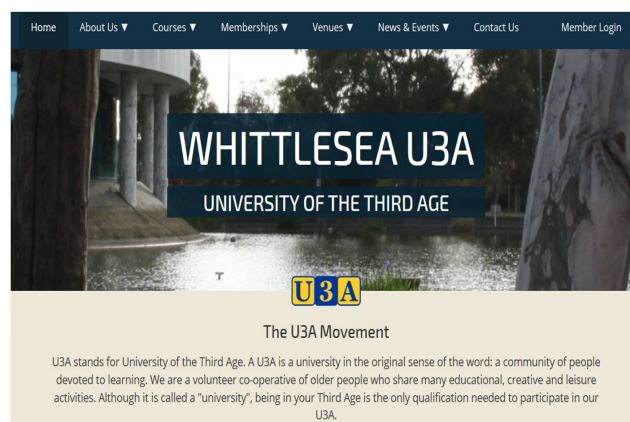 Home About Us ▼ Courses ▼ Memberships ▼ Venues ▼ News & Events ▼ Contact Us Member Login
WHITTLESEA U3A
UNIVERSITY OF THE THIRD AGE
U3A
The U3A Movement
U3A stands for University of the Third Age. A U3A is a university in the original sense of the word: a community of people
devoted to learning. We are a volunteer co-operative of older people who share many educational, creative and leisure
activities. Although it is called a "university", being in your Third Age is the only qualification needed to participate in our
U3A.